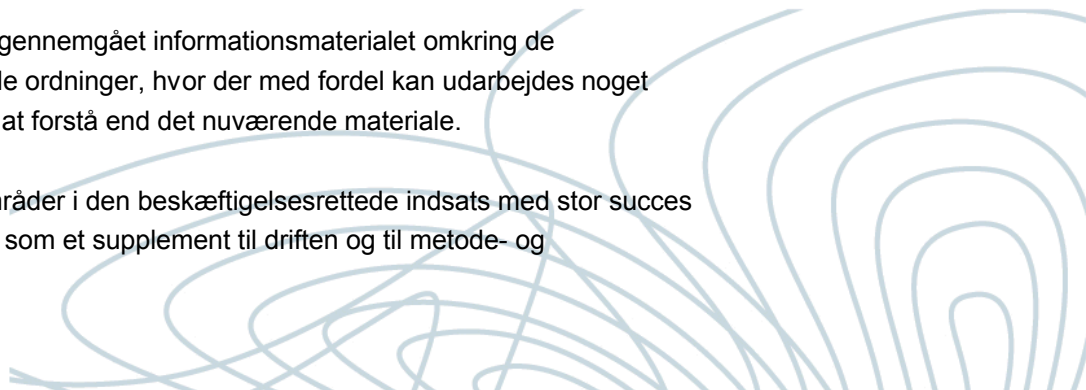 gennemgået informationsmaterialet omkring de
le ordninger, hvor der med fordel kan udarbejdes noget
at forstå end det nuværende materiale.
råder i den beskæftigelsesrettede indsats med stor succes
som et supplement til driften og til metode- og